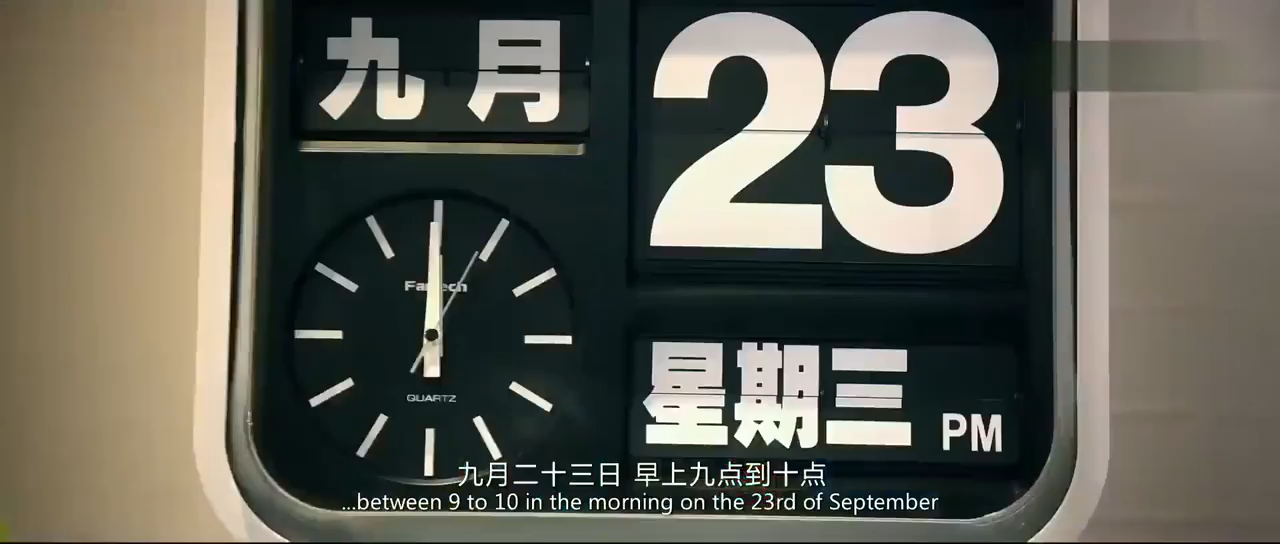 九月
23
Fartech
QUARTZ
星期三 PM
九月二十三日 早上九点到十点
...between 9 to 10 in the morning on the 23rd of September